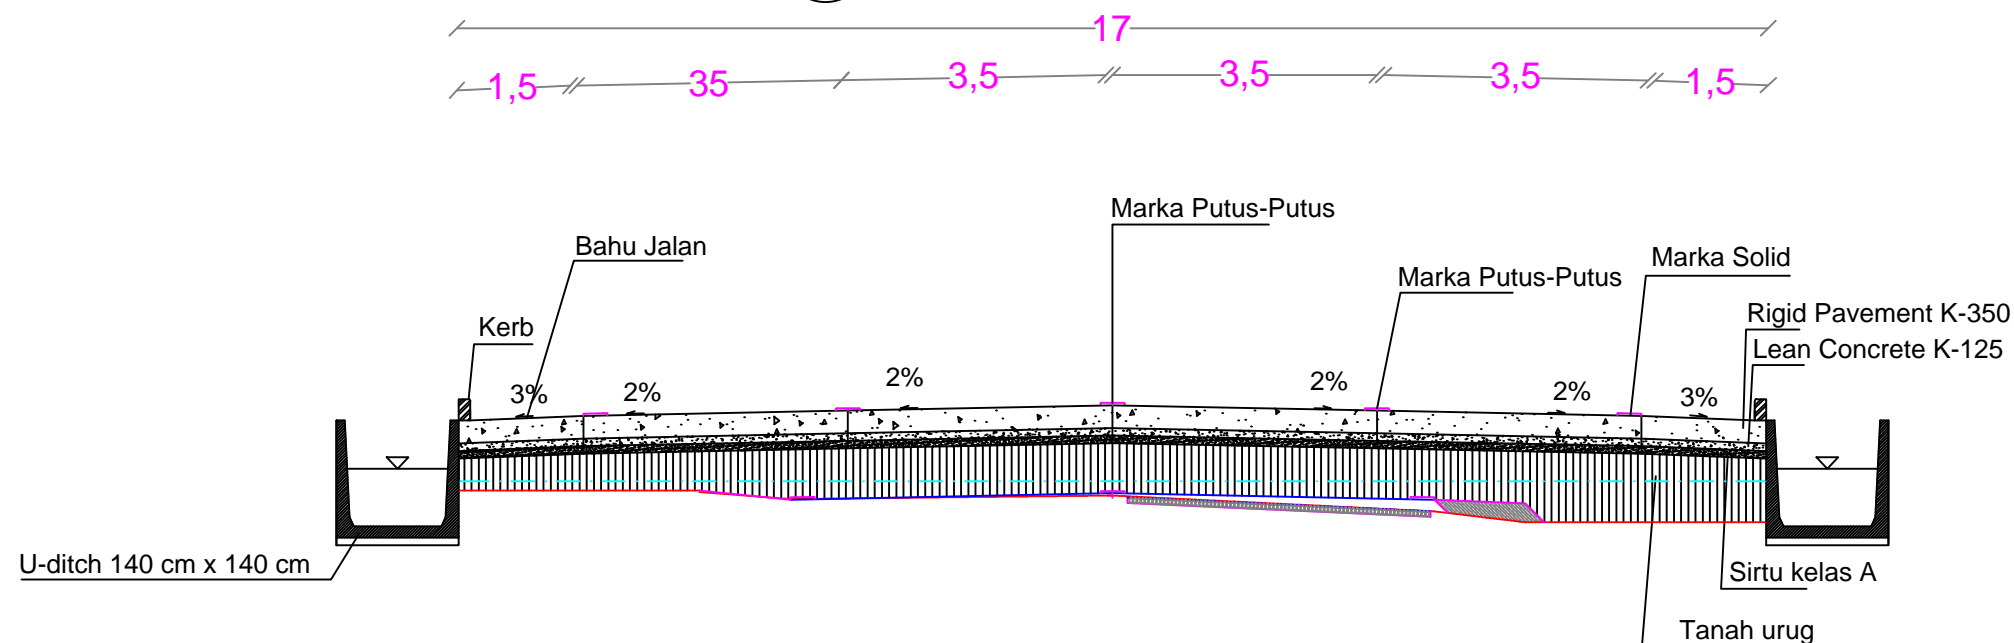 17
1,5 35 3,5 3,5 3,5 1,5
Marka Putus-Putus
Bahu Jalan
Marka Solid
Marka Putus-Putus
Kerb
Rigid Pavement K-350
Lean Concrete K-125
3% 2% 2% 2% 2% 3%
U-ditch 140 cm x 140 cm
Sirtu kelas A
Tanah urug